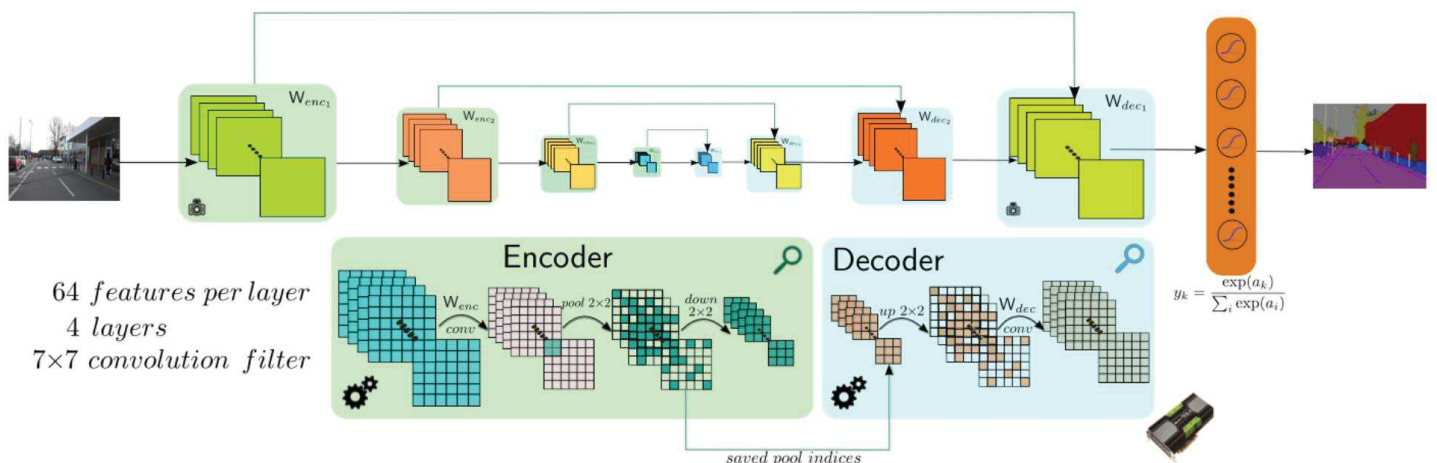 W_enc₁
W_enc₂
W_dec₂
W_dec₁
Encoder
Decoder
64 features per layer
4 layers
7×7 convolution filter
W_enc
conv
pool 2×2
down
2×2
up 2×2
W_dec
conv
y_k = exp(a_k) / ∑_i exp(a_i)
saved pool indices